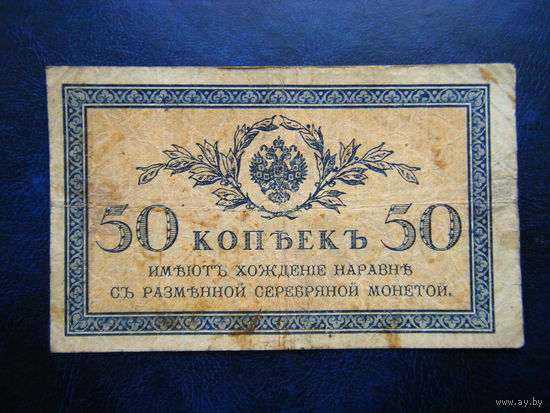 50 КОПѢЕКЪ 50
ИМѢЮТЪ ХОЖДЕНІЕ НАРАВНѢ
СЪ РАЗМѢННОЙ СЕРЕБРЯНОЙ МОНЕТОЙ.
www.ay.by